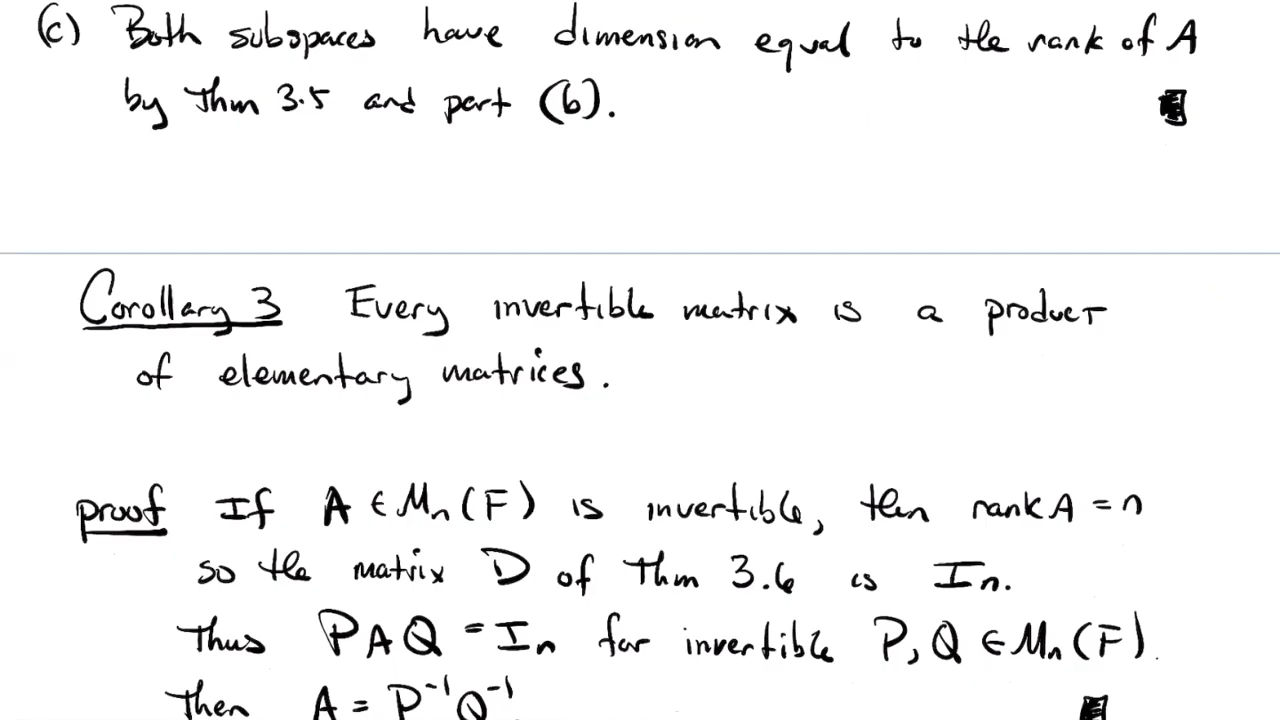 (c) Both subspaces have dimension equal to the rank of A
by Thm 3.5 and part (b).
Corollary 3 Every invertible matrix is a product
of elementary matrices.
proof If A ∈ Mn(F) is invertible, then rank A = n
so the matrix D of Thm 3.6 is In.
Thus PAQ = In for invertible P, Q ∈ Mn(F).
Then A = P⁻¹Q⁻¹